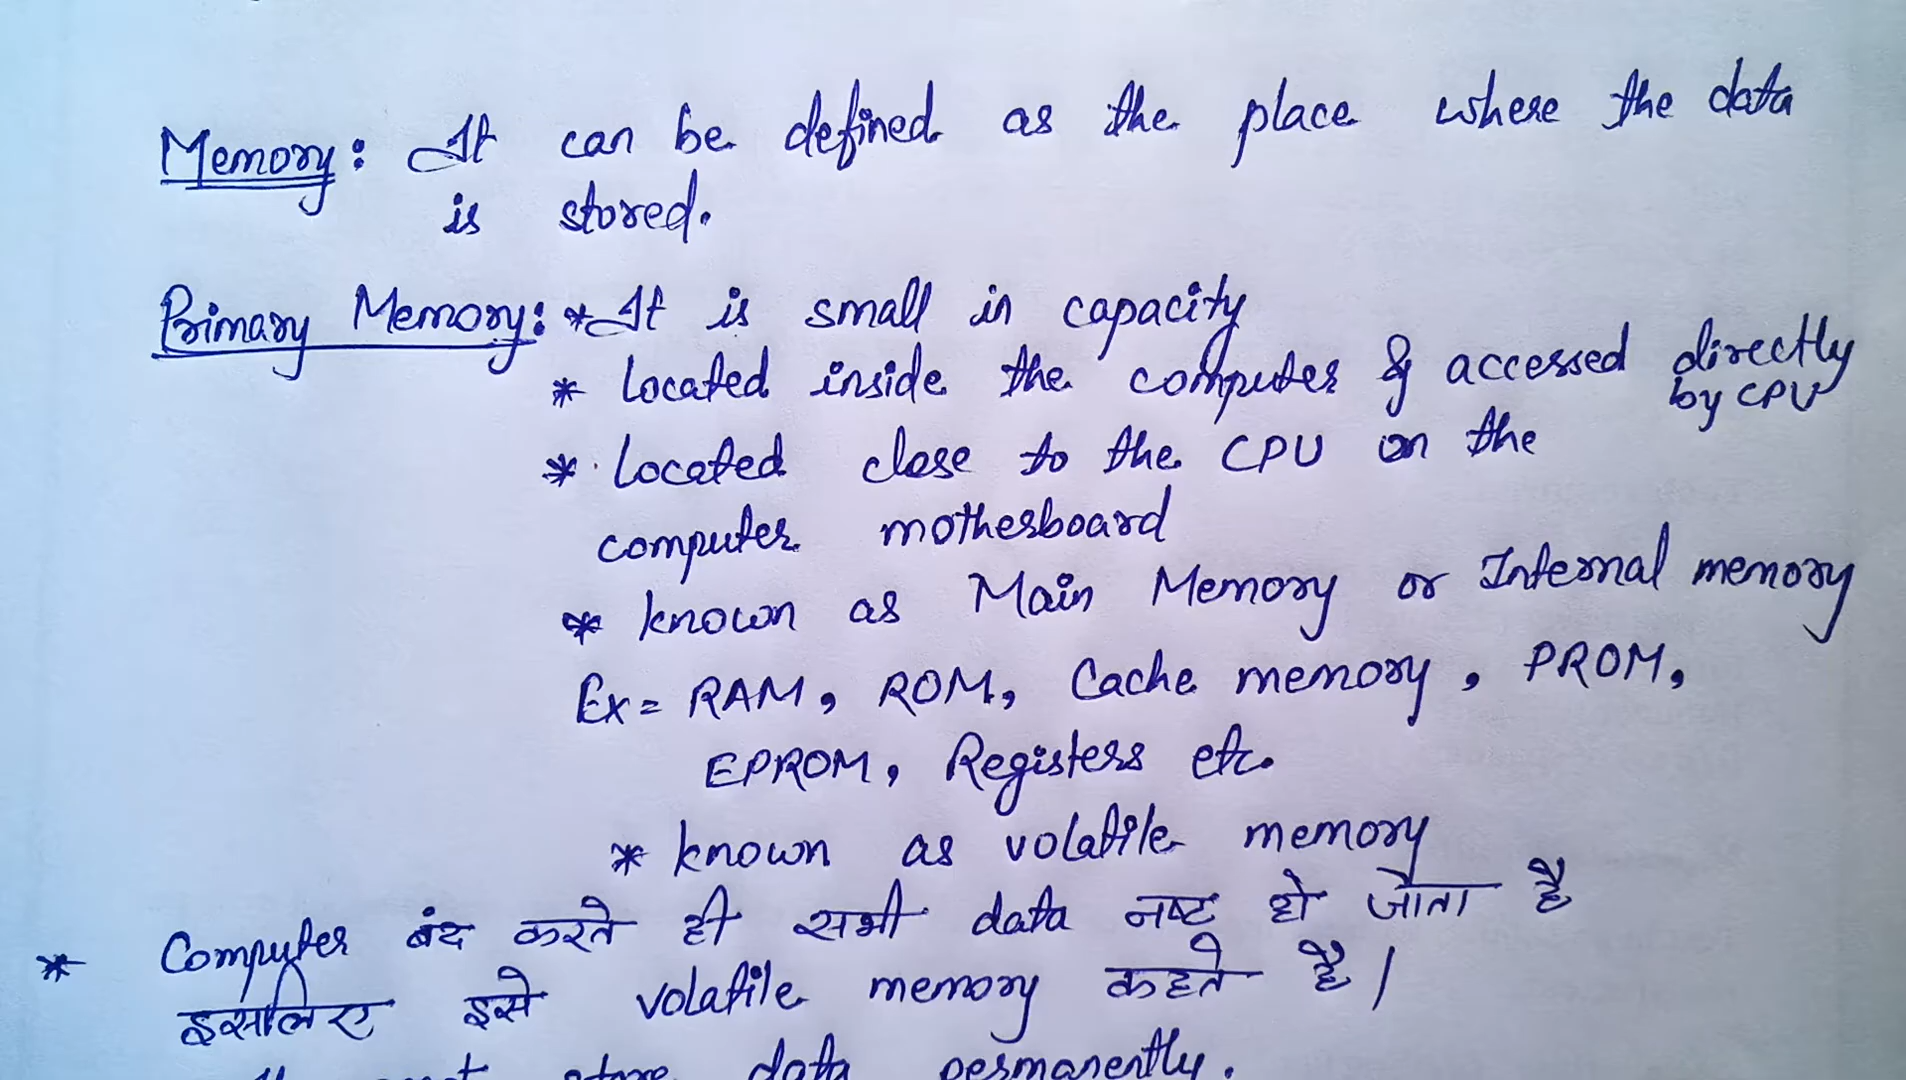 Memory: It can be defined as the place where the data
is stored.
Primary Memory: * It is small in capacity
* Located inside the computer & accessed directly
by CPU
* Located close to the CPU on the
computer motherboard
* known as Main Memory or Internal memory
Ex = RAM, ROM, Cache memory, PROM,
EPROM, Registers etc.
* known as volatile memory
* Computer बंद करते ही सभी data नष्ट हो जाता है
इसलिए इसे volatile memory कहते है।
store data permanently.